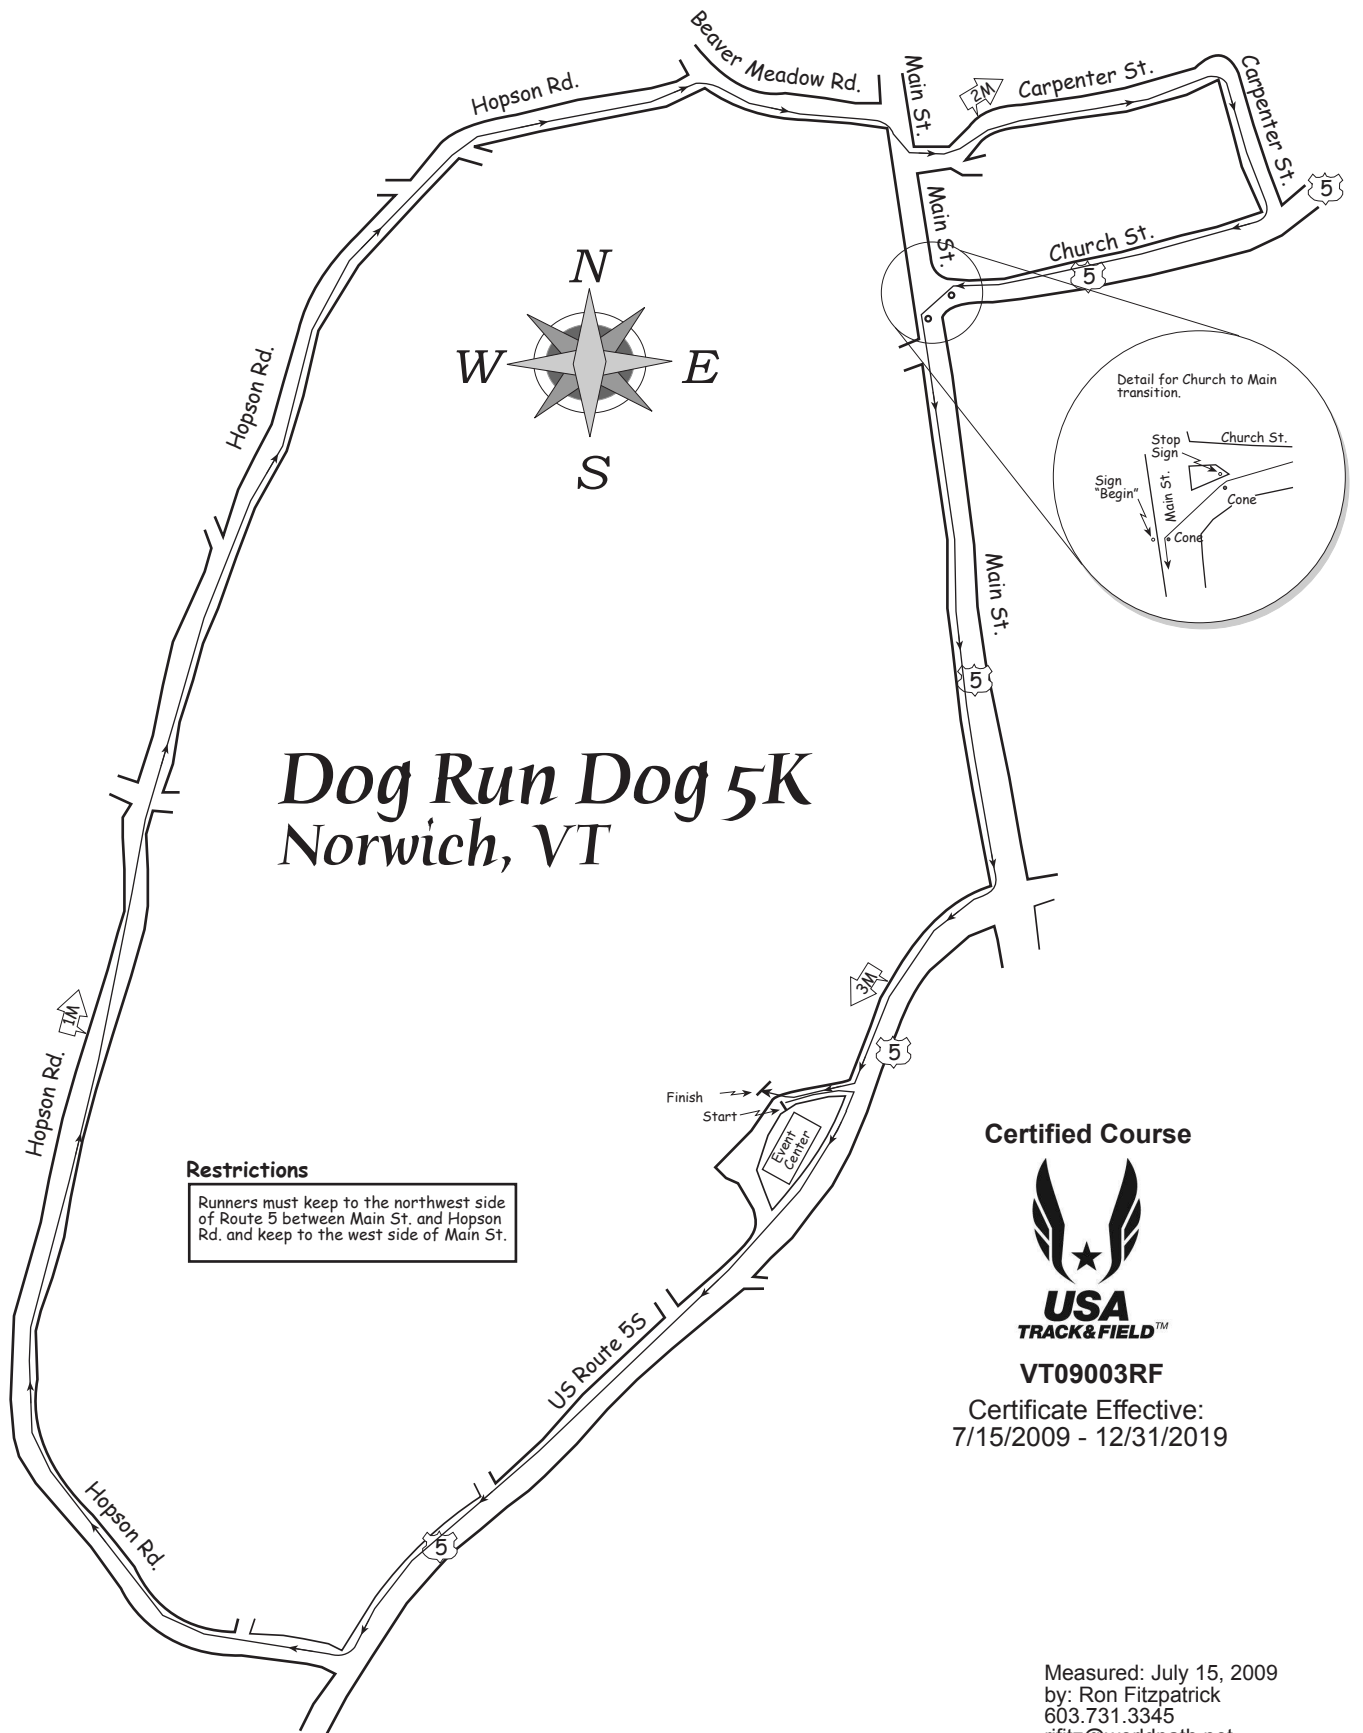 Beaver Meadow Rd.
Main St.
2M
Carpenter St.
Carpenter St.
Hopson Rd.
5
Main St.
Church St.
5
N
W E
S
Hopson Rd.
Detail for Church to Main
transition.
Church St.
Stop
Sign
Main St.
Sign
"Begin"
Cone
Cone
Main St.
5
Dog Run Dog 5K
Norwich, VT
3M
1M
5
Hopson Rd.
Finish
Start
Event
Center
Certified Course
Restrictions
Runners must keep to the northwest side
of Route 5 between Main St. and Hopson
Rd. and keep to the west side of Main St.
USA
TRACK&FIELD™
US Route 5S
VT09003RF
Certificate Effective:
7/15/2009 - 12/31/2019
Hopson Rd.
5
Measured: July 15, 2009
by: Ron Fitzpatrick
603.731.3345